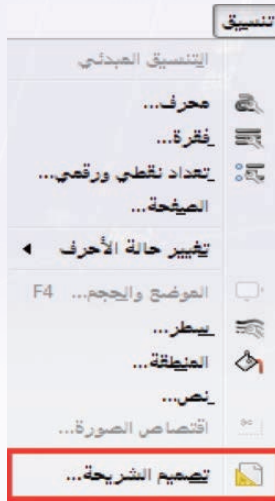 تنسيق
التنسيق المبدئي
محرف...
فقرة...
تعداد نقطي ورقمي...
الصفحة...
تغيير حالة الأحرف
الموضع والحجم... F4
سطر...
المنطقة...
نص...
اقتصاص الصورة...
تصميم الشريحة...